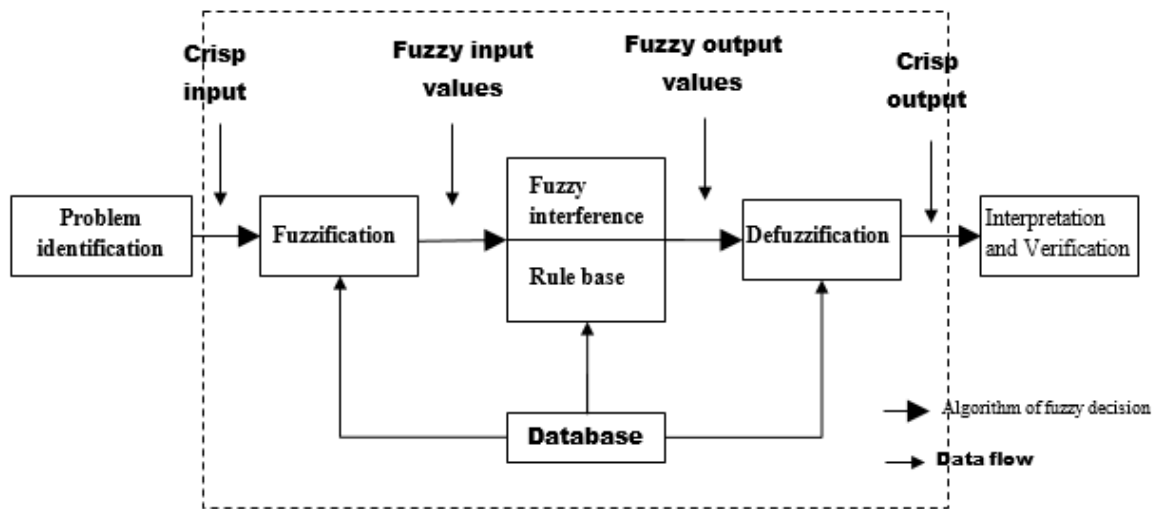 Crisp
input
Fuzzy input
values
Fuzzy output
values
Crisp
output
Problem
identification
Fuzzification
Fuzzy
interference
Rule base
Defuzzification
Interpretation
and Verification
Database
Algorithm of fuzzy decision
Data flow